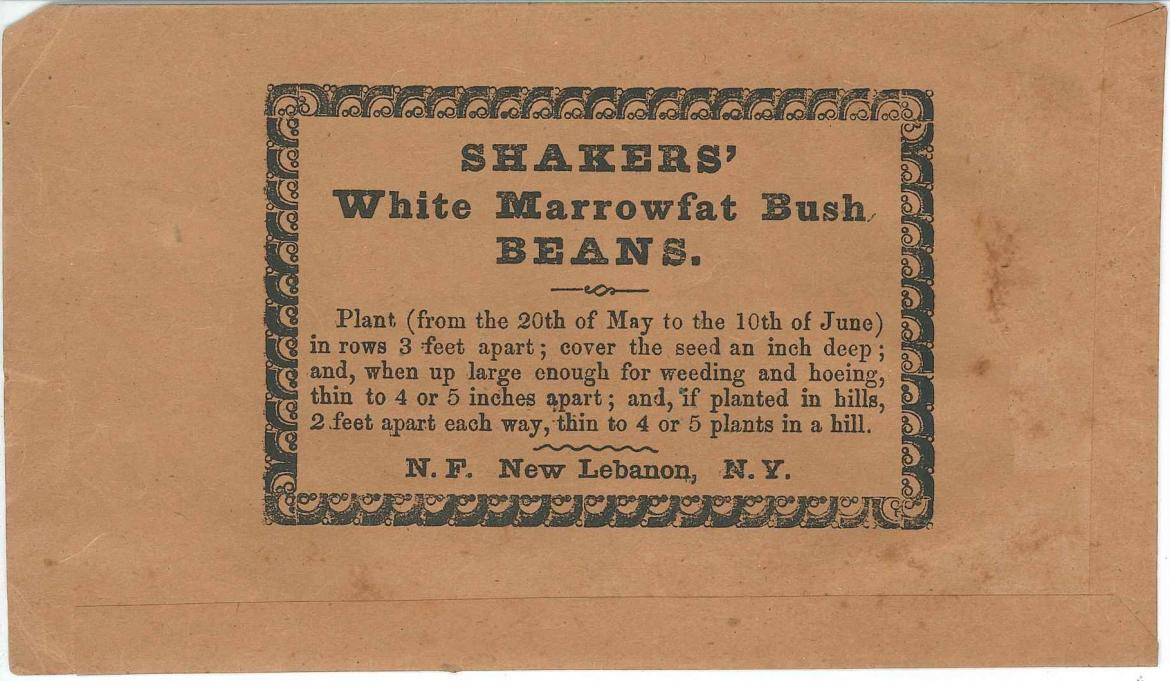 SHAKERS'
White Marrowfat Bush
BEANS.
Plant (from the 20th of May to the 10th of June)
in rows 3 feet apart; cover the seed an inch deep;
and, when up large enough for weeding and hoeing,
thin to 4 or 5 inches apart; and, if planted in hills,
2 feet apart each way, thin to 4 or 5 plants in a hill.
N. F. New Lebanon, N. Y.